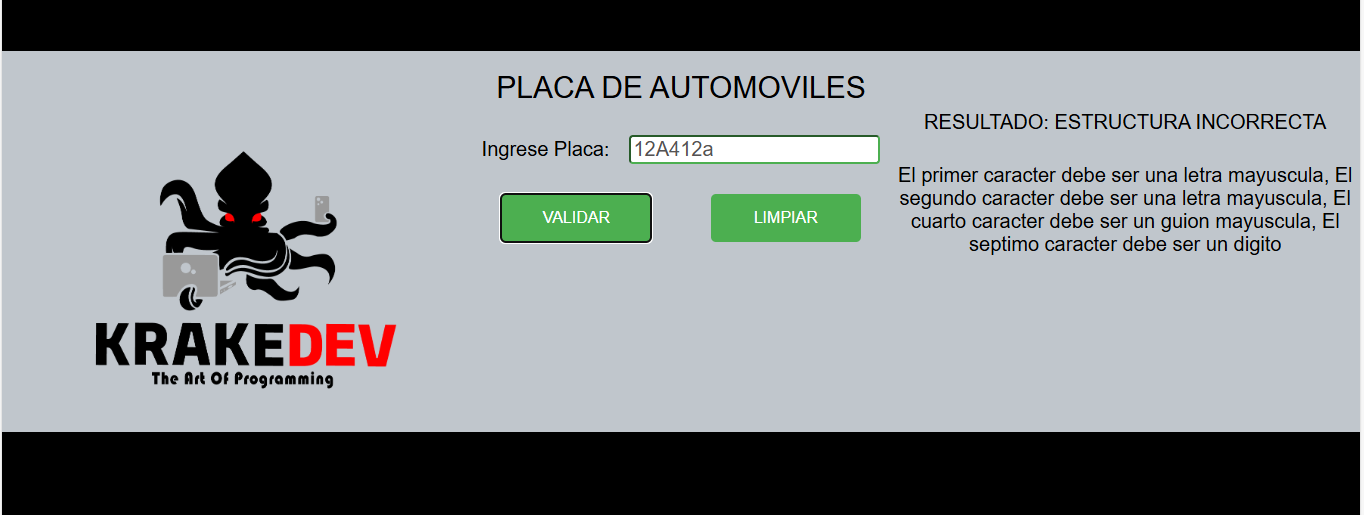 PLACA DE AUTOMOVILES
Ingrese Placa:
12A412a
VALIDAR
LIMPIAR
RESULTADO: ESTRUCTURA INCORRECTA
El primer caracter debe ser una letra mayuscula, El
segundo caracter debe ser una letra mayuscula, El
cuarto caracter debe ser un guion mayuscula, El
septimo caracter debe ser un digito
KRAKEDEV
The Art Of Programming